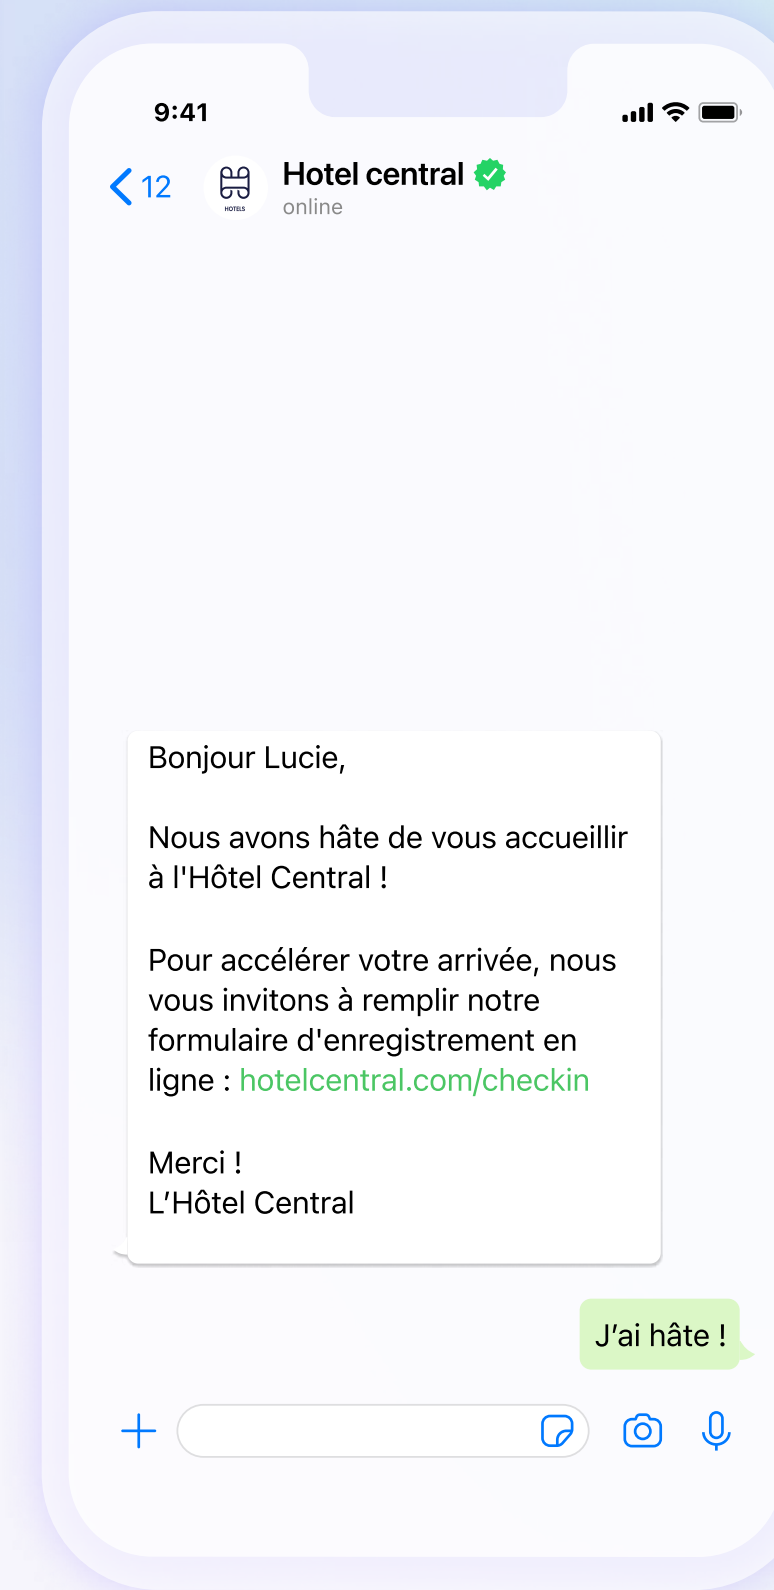 9:41
12
Hotel central
online
HOTELS
Bonjour Lucie,
Nous avons hâte de vous accueillir
à l'Hôtel Central !
Pour accélérer votre arrivée, nous
vous invitons à remplir notre
formulaire d'enregistrement en
ligne : hotelcentral.com/checkin
Merci !
L’Hôtel Central
J’ai hâte !